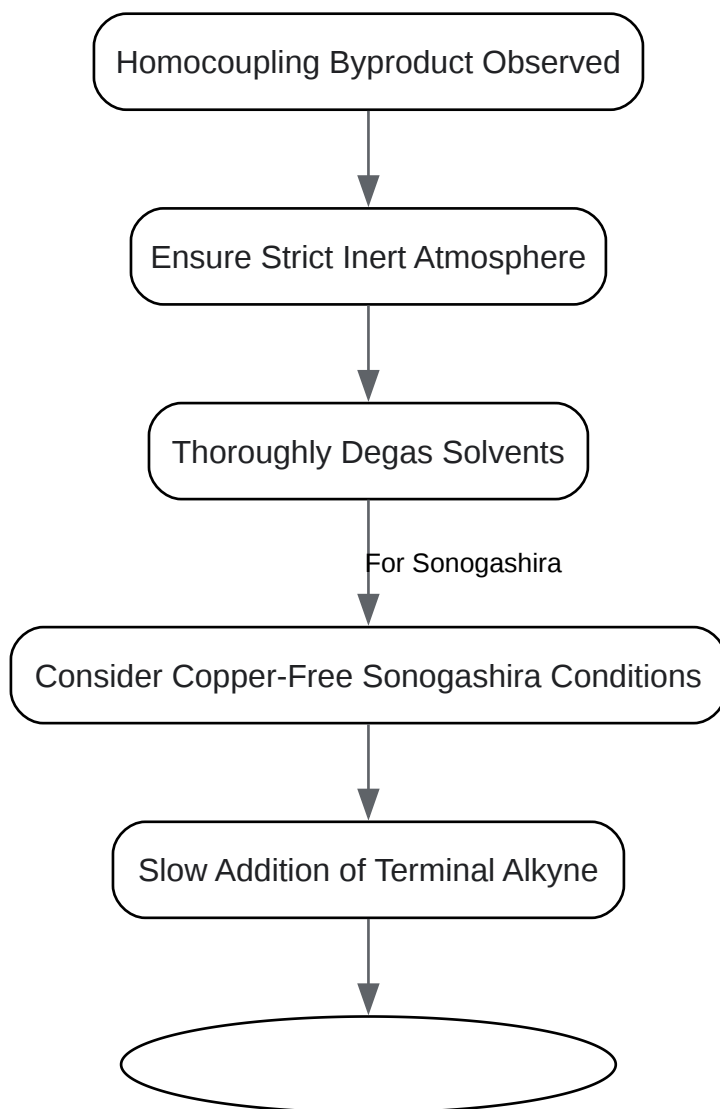 Homocoupling Byproduct Observed
Ensure Strict Inert Atmosphere
Thoroughly Degas Solvents
For Sonogashira
Consider Copper-Free Sonogashira Conditions
Slow Addition of Terminal Alkyne